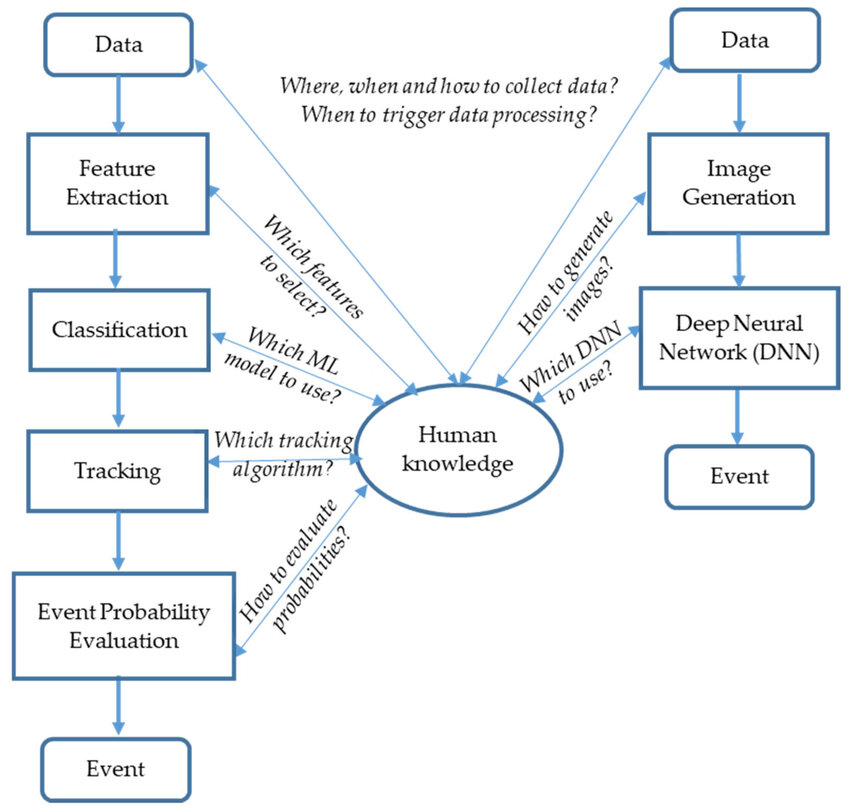 Data
Data
Where, when and how to collect data?
When to trigger data processing?
Feature
Extraction
Image
Generation
Which features
to select?
How to generate
images?
Classification
Which ML
model to use?
Which DNN
to use?
Deep Neural
Network (DNN)
Human
knowledge
Tracking
Which tracking
algorithm?
Event
How to evaluate
probabilities?
Event Probability
Evaluation
Event